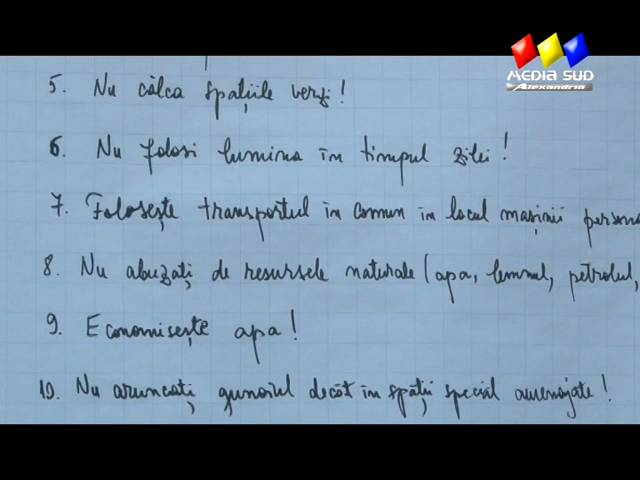 MEDIA SUD
Alexandria
5. Nu călca spațiile verzi!
6. Nu folosi lumina în timpul zilei!
7. Folosește transportul în comun în locul mașinii persona
8. Nu abuzați de resursele naturale (apa, lemnul, petrolul,
9. Economisește apa!
10. Nu aruncați gunoiul decât în spații special amenajate!